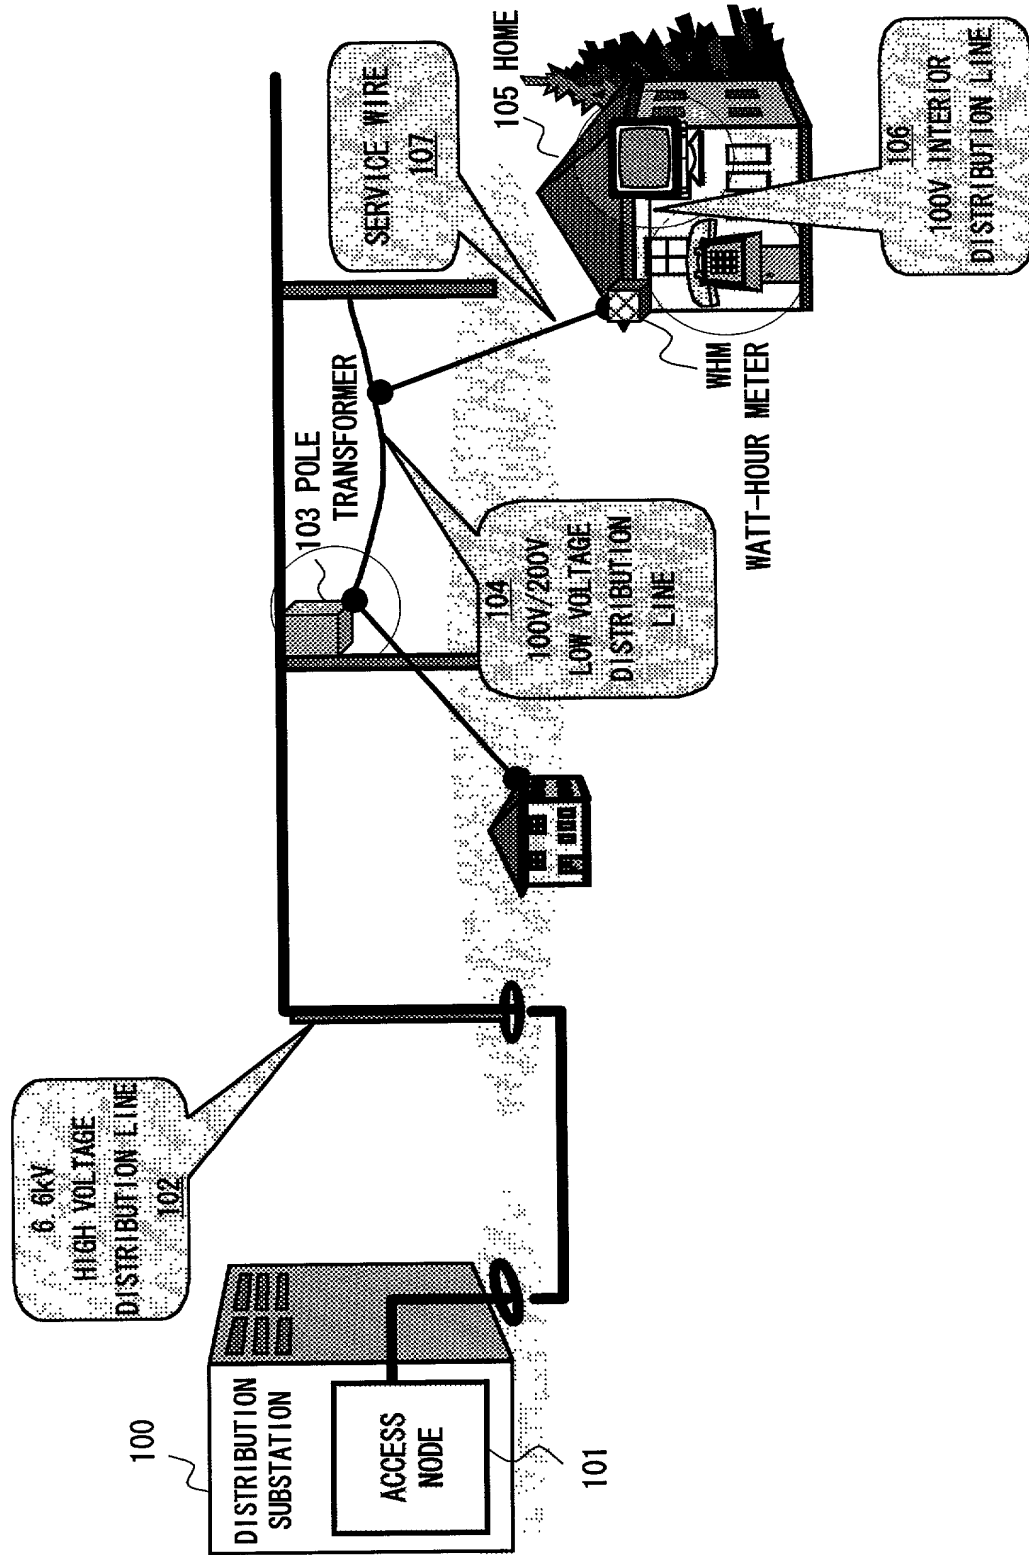 100
DISTRIBUTION
SUBSTATION
ACCESS
NODE
101
6.6kV
HIGH VOLTAGE
DISTRIBUTION LINE
102
103 POLE
TRANSFORMER
104
100V/200V
LOW VOLTAGE
DISTRIBUTION
LINE
SERVICE WIRE
107
105 HOME
WHM
WATT-HOUR METER
106
100V INTERIOR
DISTRIBUTION LINE